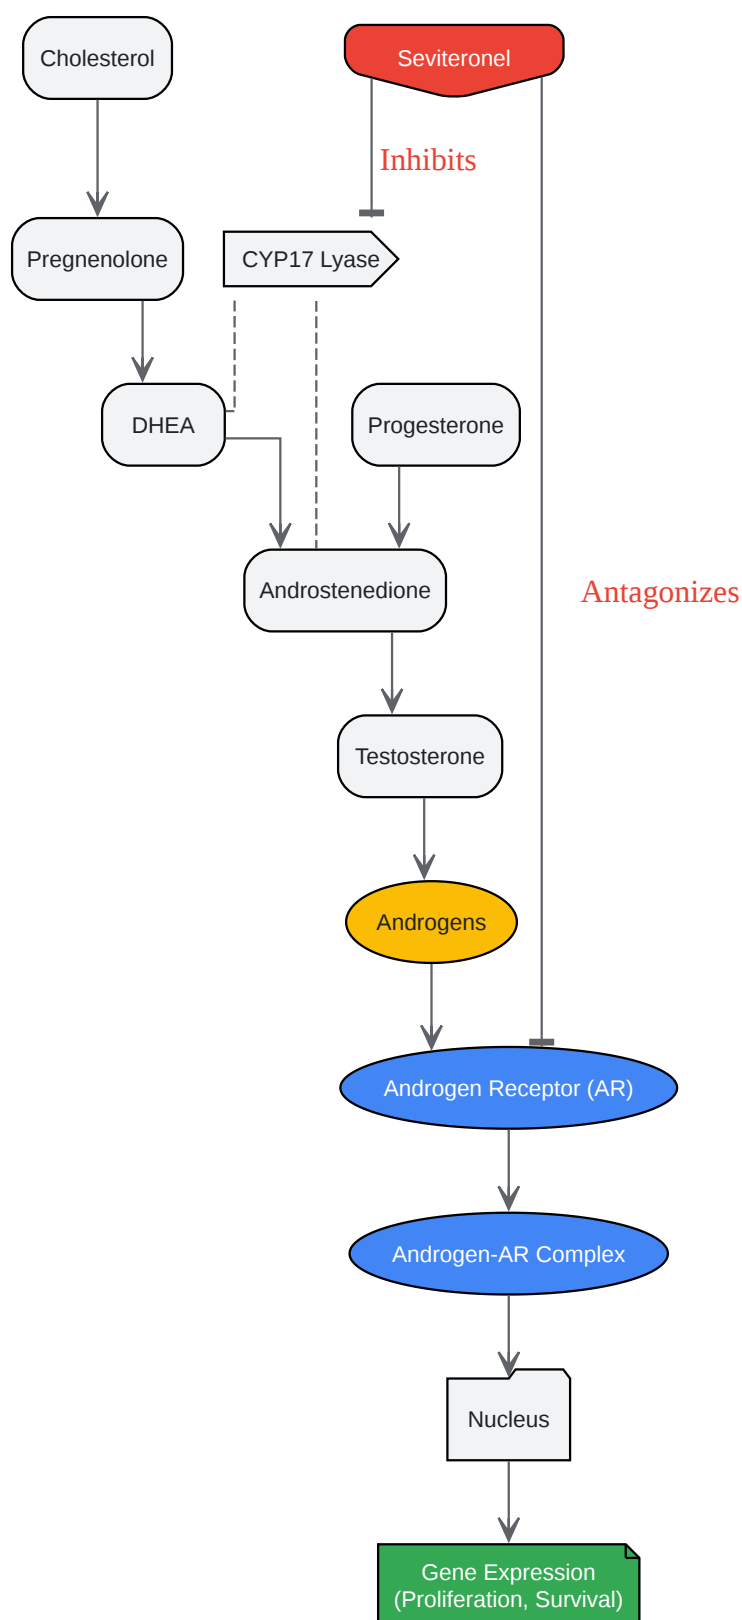 Cholesterol
Seviteronel
Inhibits
Pregnenolone
CYP17 Lyase
DHEA
Progesterone
Androstenedione
Antagonizes
Testosterone
Androgens
Androgen Receptor (AR)
Androgen-AR Complex
Nucleus
Gene Expression
(Proliferation, Survival)